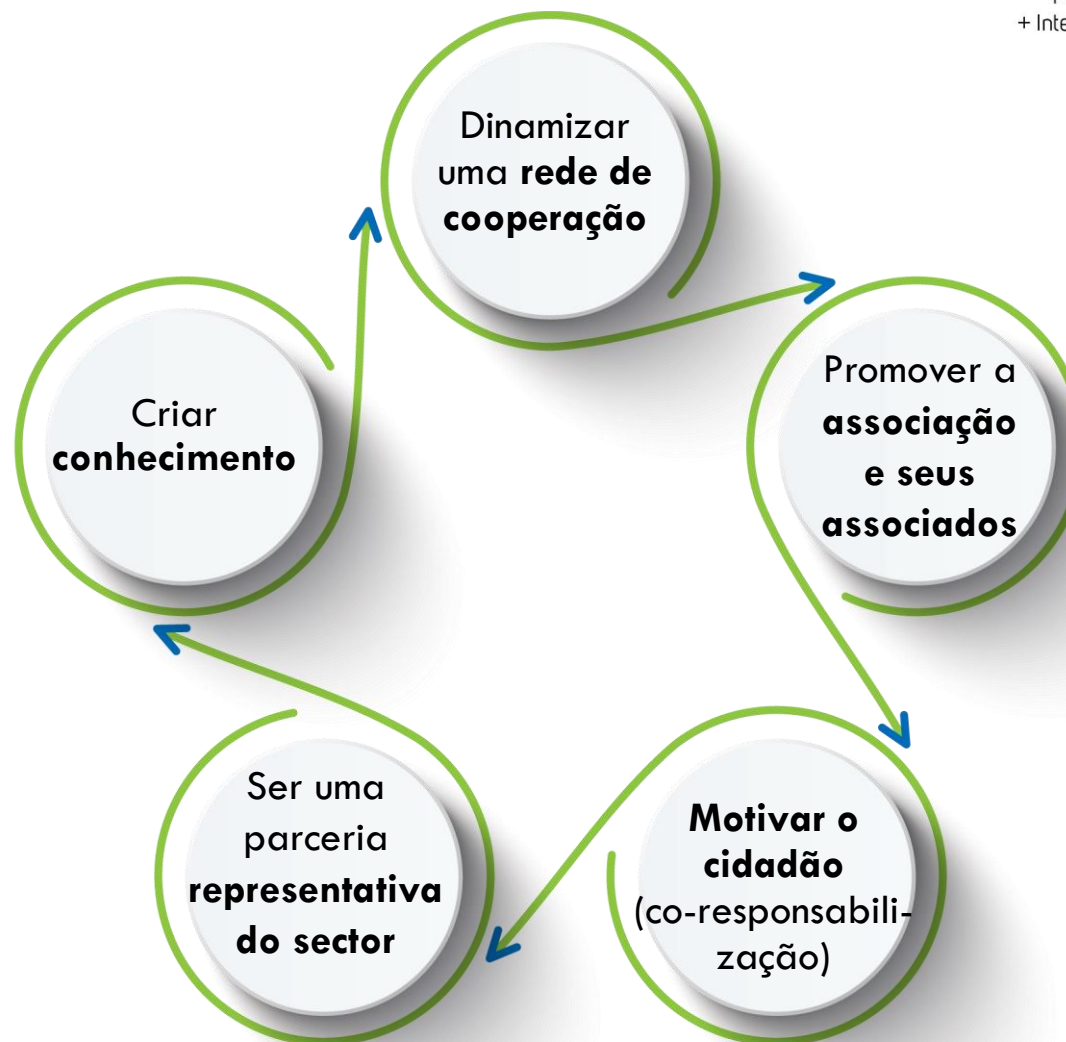 + Inte
Dinamizar
uma rede de
cooperação
Promover a
associação
e seus
associados
Criar
conhecimento
Ser uma
parceria
representativa
do sector
Motivar o
cidadão
(co-responsabili-
zação)